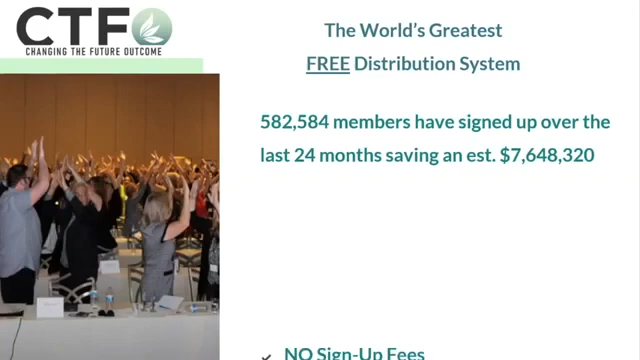 CTFO
CHANGING THE FUTURE OUTCOME
The World's Greatest
FREE Distribution System
582,584 members have signed up over the
last 24 months saving an est. $7,648,320
✓ NO Sign-Up Fees